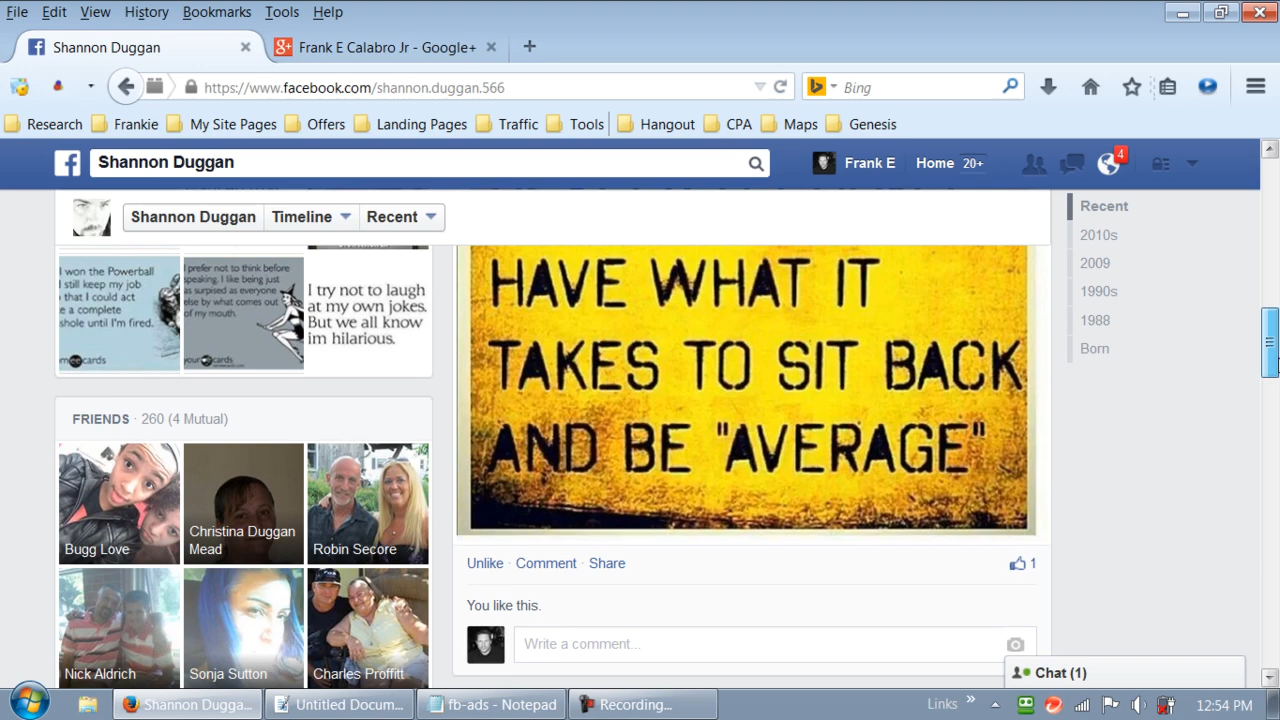 File Edit View History Bookmarks Tools Help
Shannon Duggan
Frank E Calabro Jr - Google+
https://www.facebook.com/shannon.duggan.566
Bing
Research Frankie My Site Pages Offers Landing Pages Traffic Tools Hangout CPA Maps Genesis
Shannon Duggan
Frank E Home 20+
4
Shannon Duggan Timeline Recent
Recent
2010s
2009
1990s
1988
Born
I won the Powerball
still keep my job
that I could act
a complete
until I'm fired.
I prefer not to think before
speaking. I like being just
as surprised as everyone
else by what comes out
of my mouth.
your ecards
I try not to laugh
at my own jokes.
But we all know
im hilarious.
HAVE WHAT IT
TAKES TO SIT BACK
AND BE "AVERAGE"
FRIENDS · 260 (4 Mutual)
Bugg Love
Christina Duggan
Mead
Robin Secore
Nick Aldrich
Sonja Sutton
Charles Proffitt
Unlike · Comment · Share
1
You like this.
Write a comment...
Chat (1)
Shannon Dugga...
Untitled Docum...
fb-ads - Notepad
Recording...
Links »
12:54 PM